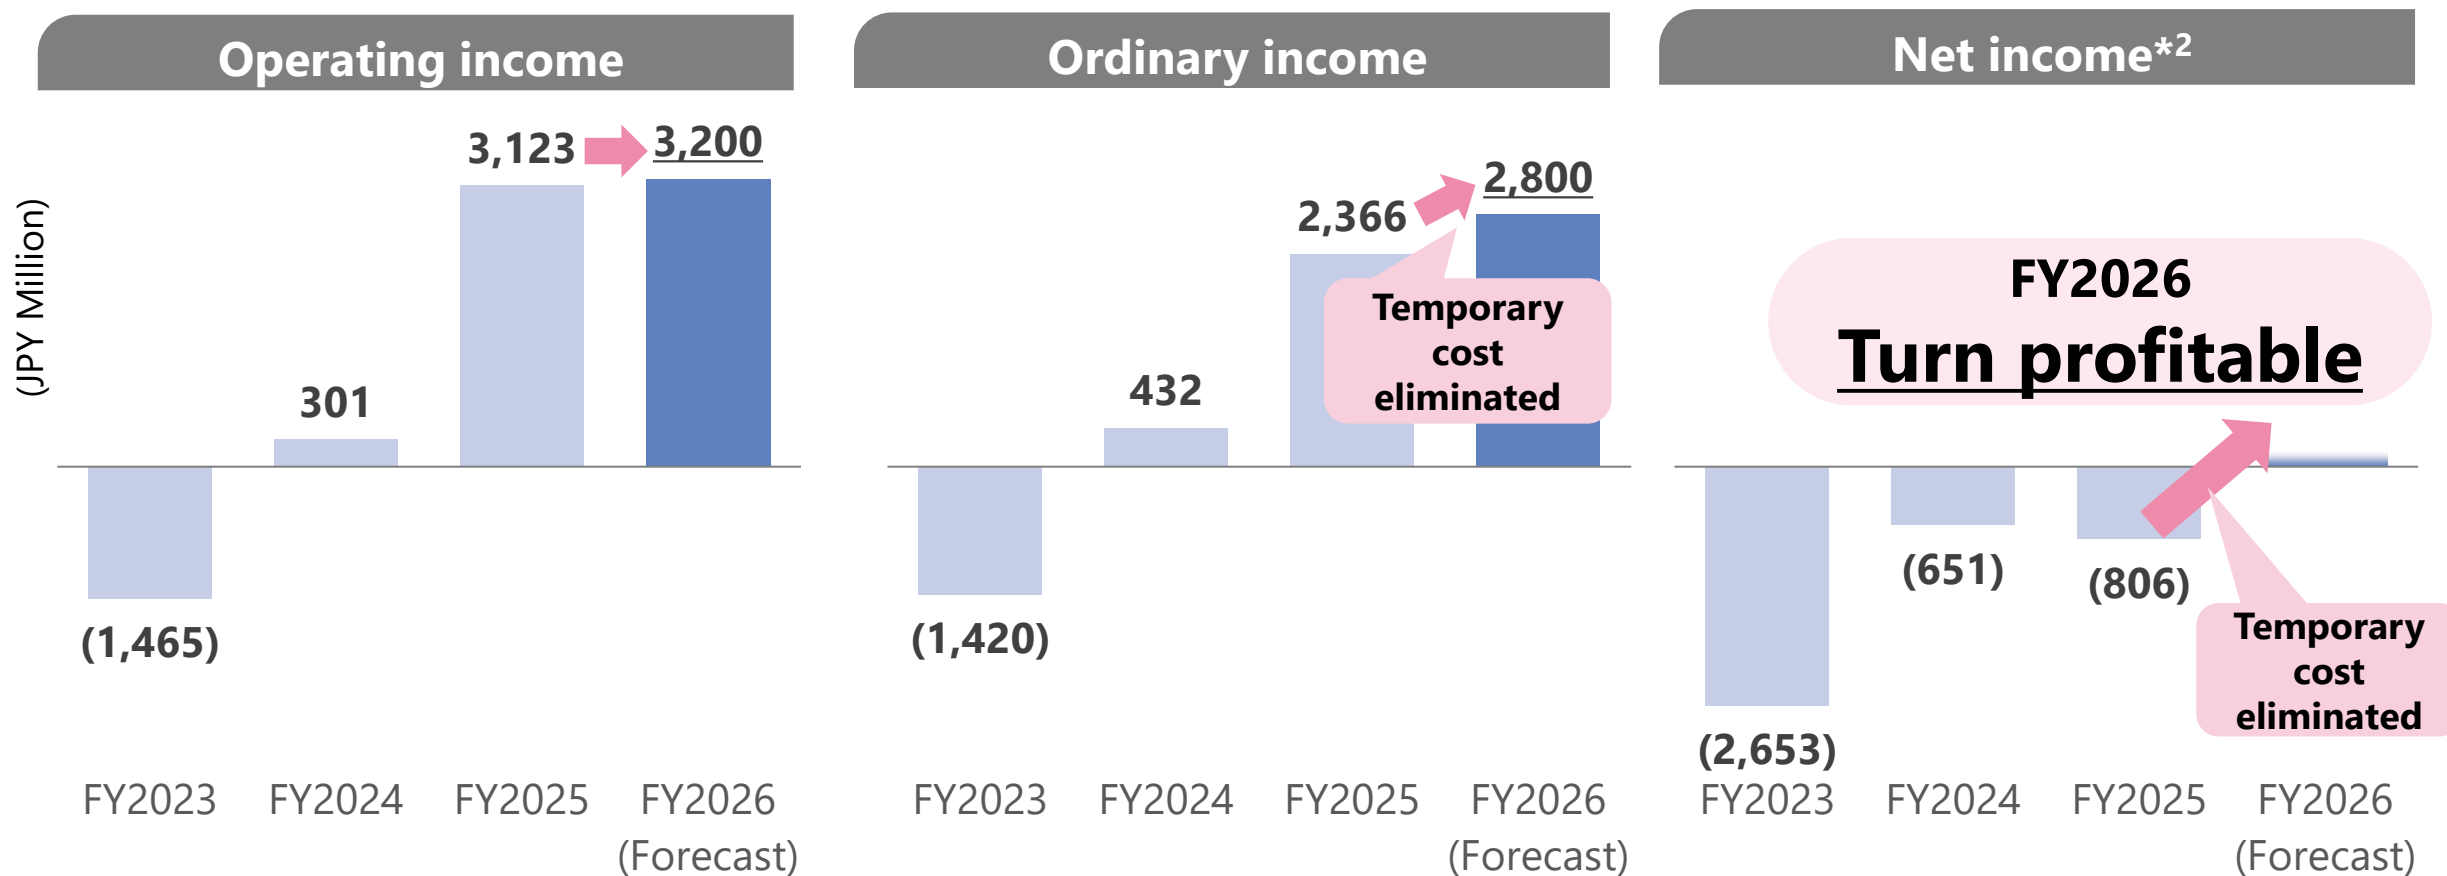 Operating income
(JPY Million)
3,123
3,200
301
(1,465)
FY2023
FY2024
FY2025
FY2026
(Forecast)
Ordinary income
2,800
2,366
Temporary
cost
eliminated
432
(1,420)
FY2023
FY2024
FY2025
FY2026
(Forecast)
Net income*2
FY2026
Turn profitable
(651)
(806)
Temporary
cost
eliminated
(2,653)
FY2023
FY2024
FY2025
FY2026
(Forecast)